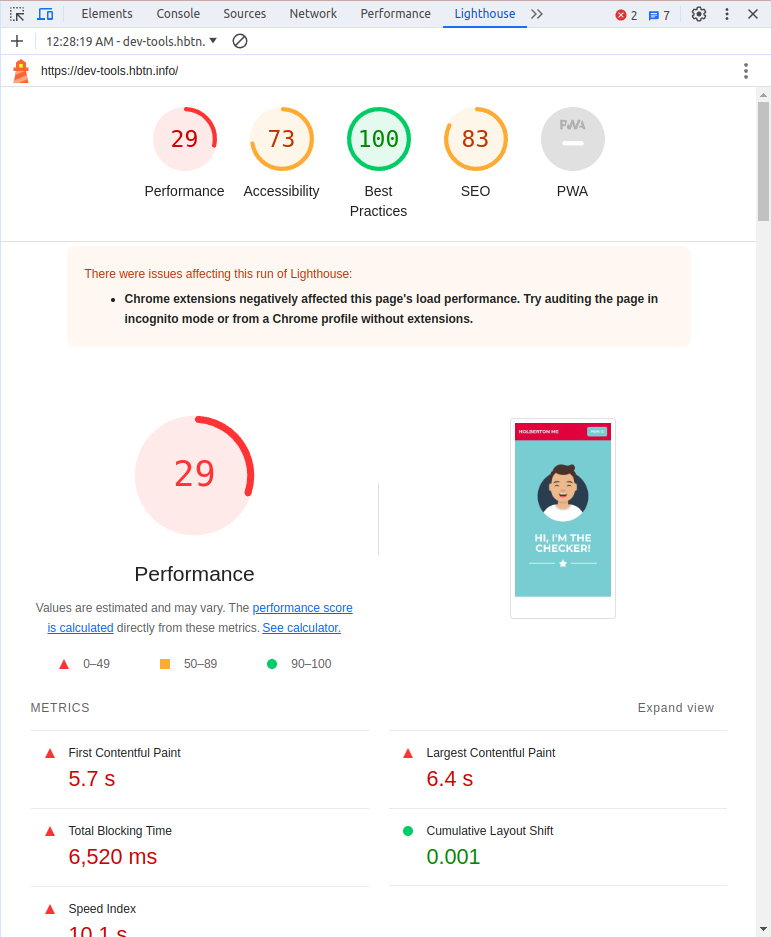 Elements Console Sources Network Performance Lighthouse 2 7
12:28:19 AM - dev-tools.hbtn.
https://dev-tools.hbtn.info/
29 73 100 83 PWA
Performance Accessibility Best Practices SEO PWA
There were issues affecting this run of Lighthouse:
Chrome extensions negatively affected this page's load performance. Try auditing the page in
incognito mode or from a Chrome profile without extensions.
29
HOLBERTON ME
HI, I'M THE
CHECKER!
Performance
Values are estimated and may vary. The performance score
is calculated directly from these metrics. See calculator.
0–49 50–89 90–100
METRICS Expand view
First Contentful Paint
5.7 s
Largest Contentful Paint
6.4 s
Total Blocking Time
6,520 ms
Cumulative Layout Shift
0.001
Speed Index
10.1 s